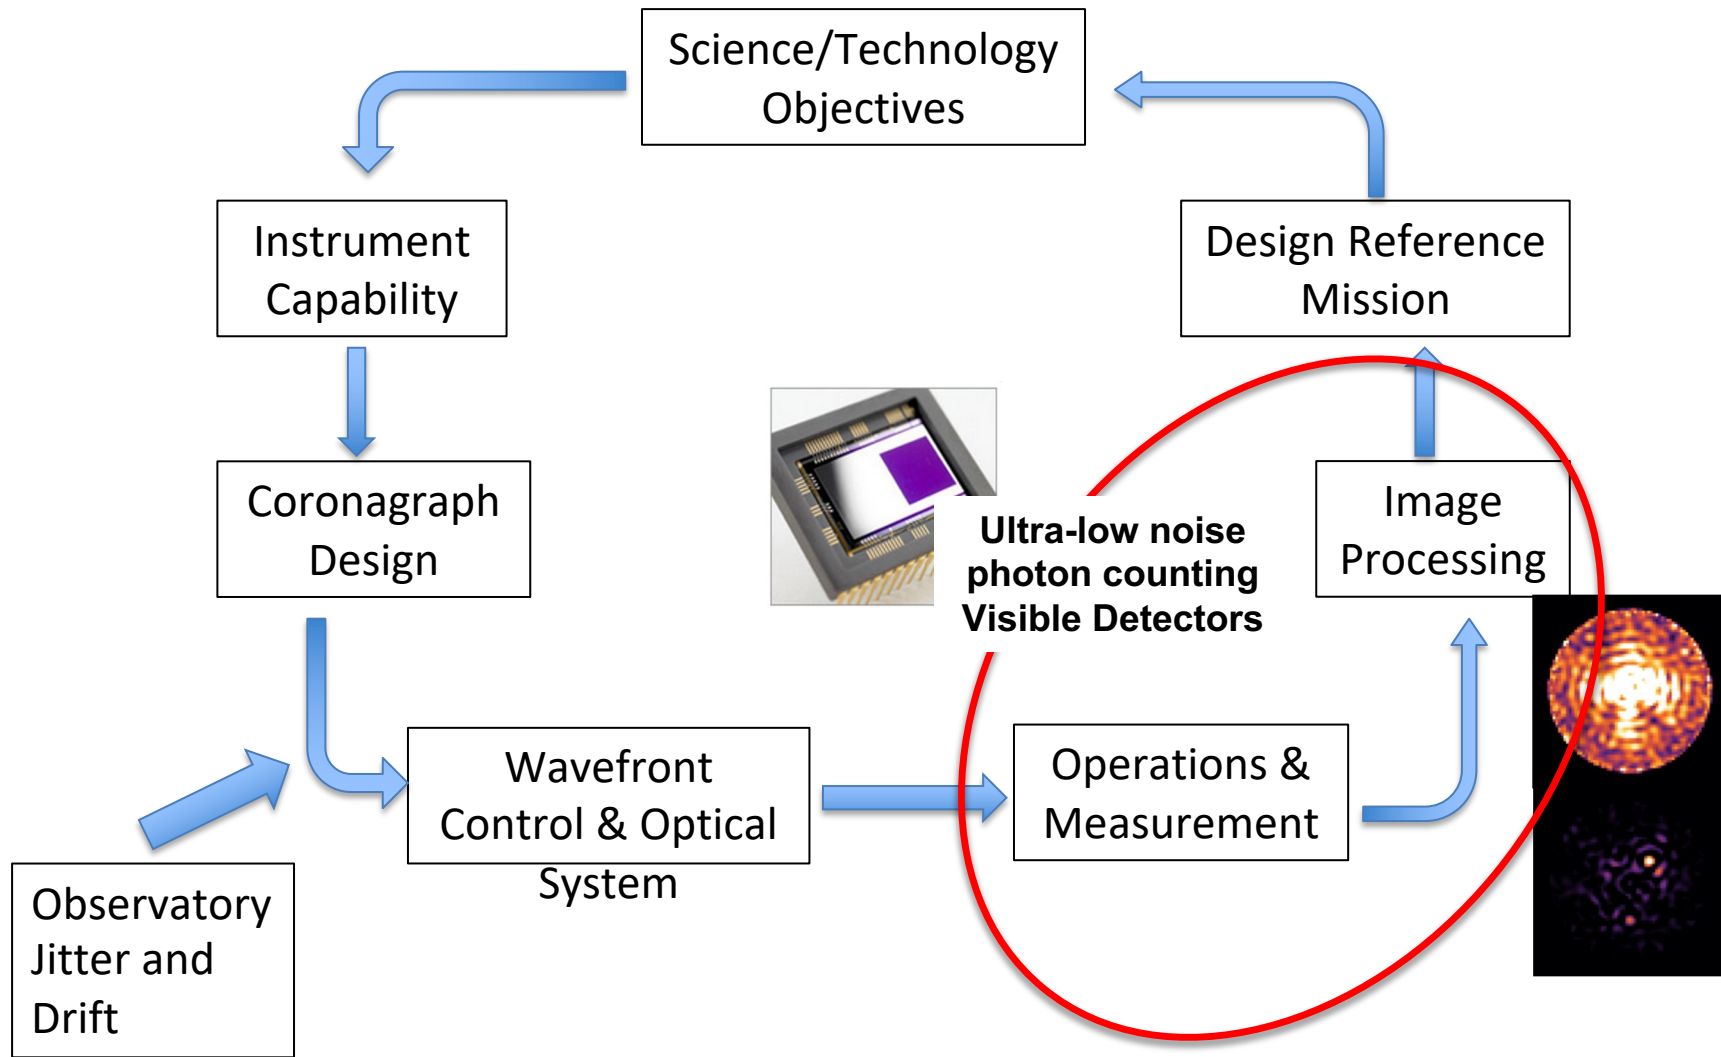 Science/Technology
Objectives
Instrument
Capability
Design Reference
Mission
Coronagraph
Design
Ultra-low noise
photon counting
Visible Detectors
Image
Processing
Wavefront
Control & Optical
System
Operations &
Measurement
Observatory
Jitter and
Drift